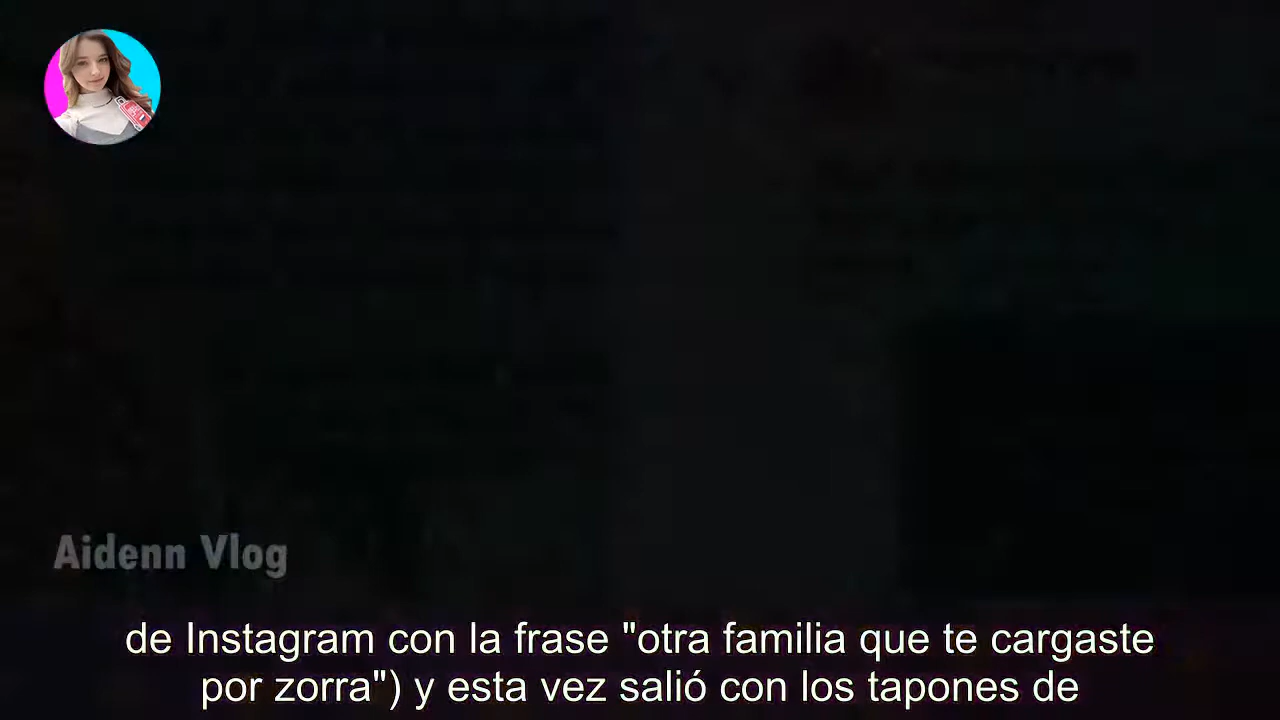 Aidenn Vlog
de Instagram con la frase "otra familia que te cargaste
por zorra") y esta vez salió con los tapones de